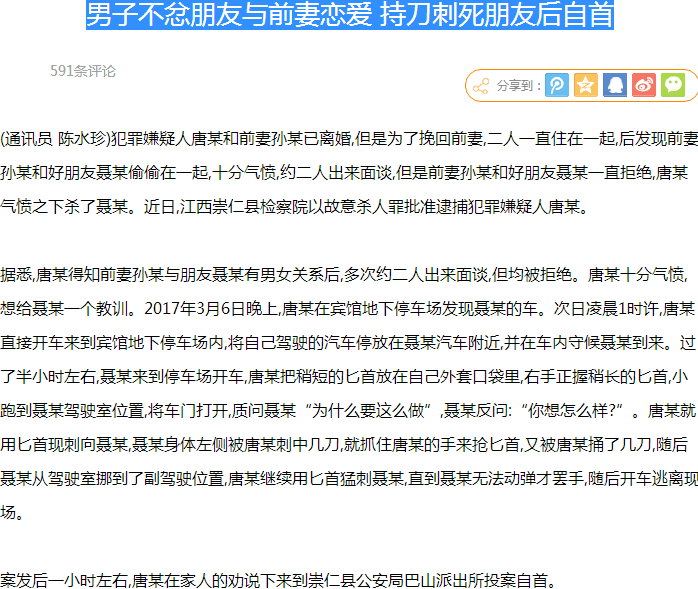 男子不忿朋友与前妻恋爱 持刀刺死朋友后自首
591条评论
分享到:
(通讯员 陈水珍)犯罪嫌疑人唐某和前妻孙某已离婚,但是为了挽回前妻,二人一直住在一起,后发现前妻
孙某和好朋友聂某偷偷在一起,十分气愤,约二人出来面谈,但是前妻孙某和好朋友聂某一直拒绝,唐某
气愤之下杀了聂某。近日,江西崇仁县检察院以故意杀人罪批准逮捕犯罪嫌疑人唐某。
据悉,唐某得知前妻孙某与朋友聂某有男女关系后,多次约二人出来面谈,但均被拒绝。唐某十分气愤,
想给聂某一个教训。2017年3月6日晚上,唐某在宾馆地下停车场发现聂某的车。次日凌晨1时许,唐某
直接开车来到宾馆地下停车场内,将自己驾驶的汽车停放在聂某汽车附近,并在车内守候聂某到来。过
了半小时左右,聂某来到停车场开车,唐某把稍短的匕首放在自己外套口袋里,右手正握稍长的匕首,小
跑到聂某驾驶室位置,将车门打开,质问聂某“为什么要这么做”,聂某反问:“你想怎么样?”。唐某就
用匕首现刺向聂某,聂某身体左侧被唐某刺中几刀,就抓住唐某的手来抢匕首,又被唐某捅了几刀,随后
聂某从驾驶室挪到了副驾驶位置,唐某继续用匕首猛刺聂某,直到聂某无法动弹才罢手,随后开车逃离现
场。
案发后一小时左右,唐某在家人的劝说下来到崇仁县公安局巴山派出所投案自首。